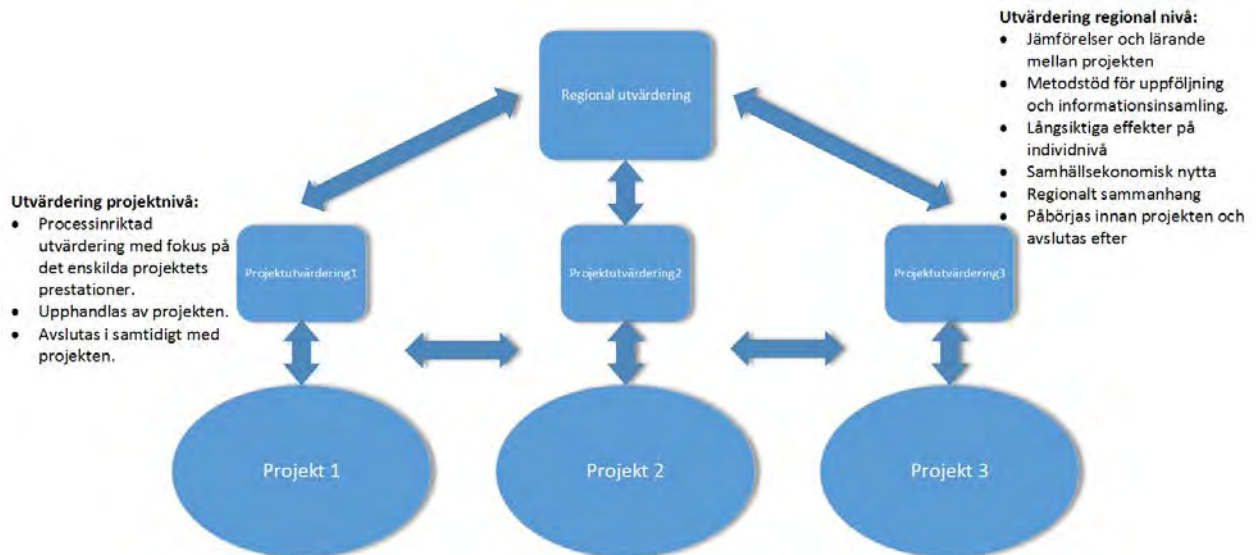 Utvärdering regional nivå:
• Jämförelser och lärande
mellan projekten
• Metodstöd för uppföljning
och informationsinsamling.
• Långsiktiga effekter på
individnivå
• Samhällsekonomisk nytta
• Regionalt sammanhang
• Påbörjas innan projekten och
avslutas efter
Regional utvärdering
Utvärdering projektnivå:
• Processinriktad
utvärdering med fokus på
det enskilda projektets
prestationer.
• Upphandlas av projekten.
• Avslutas i samtidigt med
projekten.
Projektutvärdering1
Projektutvärdering2
Projektutvärdering3
Projekt 1
Projekt 2
Projekt 3